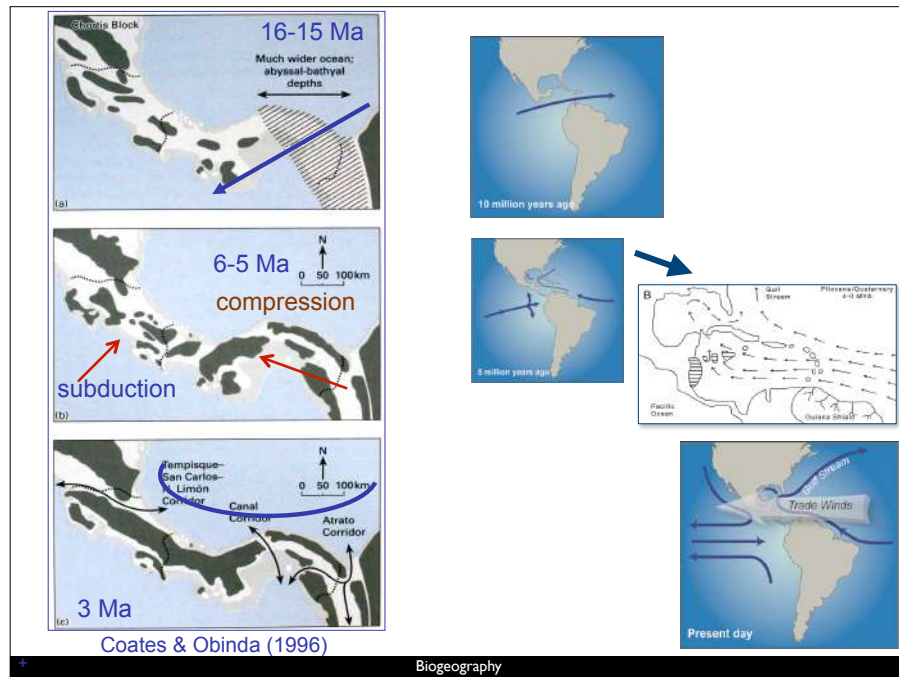 Chortis Block
16-15 Ma
Much wider ocean;
abyssal-bathyal
depths
(a)
6-5 Ma
compression
N
0 50 100km
subduction
(b)
Tempisque–
San Carlos–
N. Limón
Corridor
Canal
Corridor
N
0 50 100km
Atrato
Corridor
3 Ma
(c)
Coates & Obinda (1996)
10 million years ago
5 million years ago
B
Gulf
Stream
Pliocene/Quaternary
4-0 MYA
Pacific
Ocean
Guiana Shield
Gulf Stream
Trade Winds
Present day
+
Biogeography